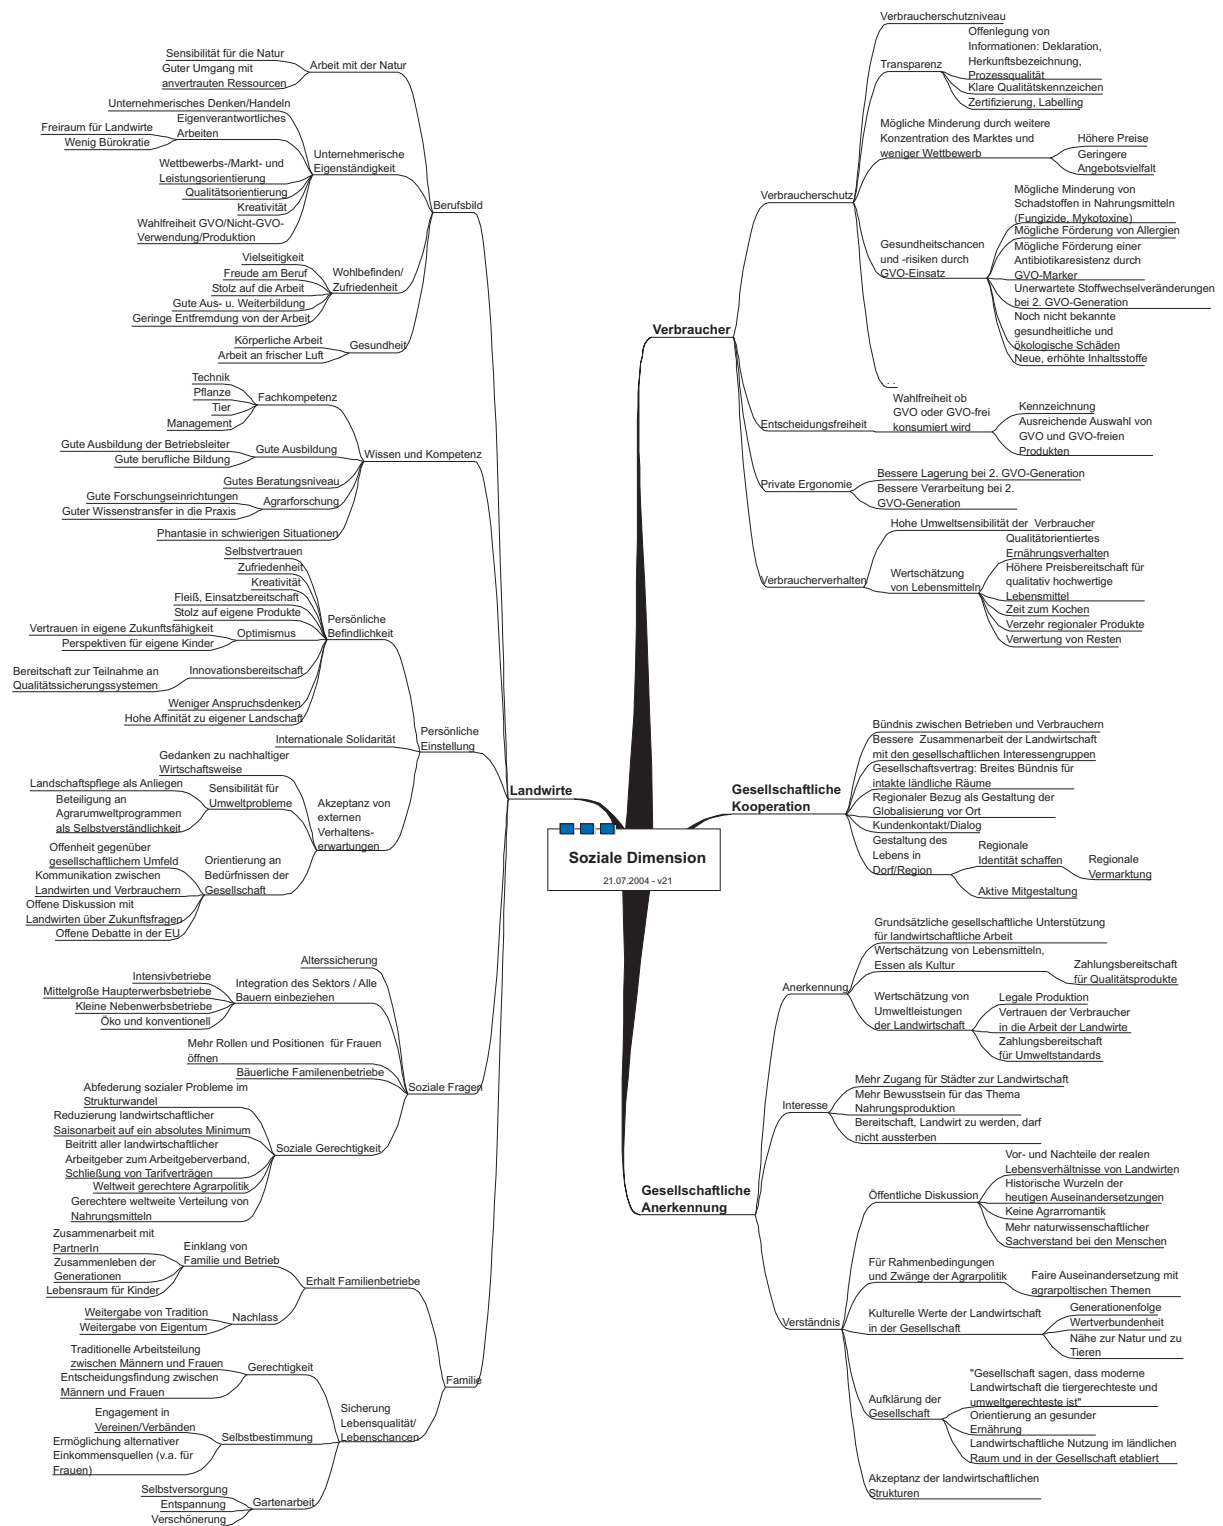 Sensibilität für die Natur
Guter Umgang mit
anvertrauten Ressourcen
Arbeit mit der Natur
Unternehmerisches Denken/Handeln
Eigenverantwortliches
Arbeiten
Freiraum für Landwirte
Wenig Bürokratie
Wettbewerbs-/Markt- und
Leistungsorientierung
Qualitätsorientierung
Kreativität
Wahlfreiheit GVO/Nicht-GVO-
Verwendung/Produktion
Unternehmerische
Eigenständigkeit
Berufsbild
Vielseitigkeit
Freude am Beruf
Stolz auf die Arbeit
Gute Aus- u. Weiterbildung
Geringe Entfremdung von der Arbeit
Wohlbefinden/
Zufriedenheit
Körperliche Arbeit
Arbeit an frischer Luft
Gesundheit
Technik
Pflanze
Tier
Management
Fachkompetenz
Gute Ausbildung der Betriebsleiter
Gute berufliche Bildung
Gute Ausbildung
Wissen und Kompetenz
Gutes Beratungsniveau
Gute Forschungseinrichtungen
Guter Wissenstransfer in die Praxis
Agrarforschung
Phantasie in schwierigen Situationen
Selbstvertrauen
Zufriedenheit
Kreativität
Fleiß, Einsatzbereitschaft
Stolz auf eigene Produkte
Vertrauen in eigene Zukunftsfähigkeit
Perspektiven für eigene Kinder
Optimismus
Persönliche
Befindlichkeit
Bereitschaft zur Teilnahme an
Qualitätssicherungssystemen
Innovationsbereitschaft
Weniger Anspruchsdenken
Hohe Affinität zu eigener Landschaft
Internationale Solidarität
Persönliche
Einstellung
Gedanken zu nachhaltiger
Wirtschaftsweise
Landschaftspflege als Anliegen
Beteiligung an
Agrarumweltprogrammen
als Selbstverständlichkeit
Sensibilität für
Umweltprobleme
Akzeptanz von
externen
Verhaltens-
erwartungen
Offenheit gegenüber
gesellschaftlichem Umfeld
Kommunikation zwischen
Landwirten und Verbrauchern
Offene Diskussion mit
Landwirten über Zukunftsfragen
Offene Debatte in der EU
Orientierung an
Bedürfnissen der
Gesellschaft
Landwirte
Alterssicherung
Intensivbetriebe
Mittelgroße Haupterwerbsbetriebe
Kleine Nebenwerbsbetriebe
Öko und konventionell
Integration des Sektors / Alle
Bauern einbeziehen
Mehr Rollen und Positionen für Frauen
öffnen
Bäuerliche Familenenbetriebe
Soziale Fragen
Abfederung sozialer Probleme im
Strukturwandel
Reduzierung landwirtschaftlicher
Saisonarbeit auf ein absolutes Minimum
Beitritt aller landwirtschaftlicher
Arbeitgeber zum Arbeitgeberverband,
Schließung von Tarifverträgen
Weltweit gerechtere Agrarpolitik
Gerechtere weltweite Verteilung von
Nahrungsmitteln
Soziale Gerechtigkeit
Zusammenarbeit mit
PartnerIn
Zusammenleben der
Generationen
Lebensraum für Kinder
Einklang von
Familie und Betrieb
Erhalt Familienbetriebe
Weitergabe von Tradition
Weitergabe von Eigentum
Nachlass
Familie
Traditionelle Arbeitsteilung
zwischen Männern und Frauen
Entscheidungsfindung zwischen
Männern und Frauen
Gerechtigkeit
Engagement in
Vereinen/Verbänden
Ermöglichung alternativer
Einkommensquellen (v.a. für
Frauen)
Selbstbestimmung
Sicherung
Lebensqualität/
Lebenschancen
Selbstversorgung
Entspannung
Verschönerung
Gartenarbeit
Soziale Dimension
21.07.2004 - v21
Verbraucher
Verbraucherschutz
Verbraucherschutzniveau
Transparenz
Offenlegung von
Informationen: Deklaration,
Herkunftsbezeichnung,
Prozessqualität
Klare Qualitätskennzeichen
Zertifizierung, Labelling
Mögliche Minderung durch weitere
Konzentration des Marktes und
weniger Wettbewerb
Höhere Preise
Geringere
Angebotsvielfalt
Gesundheitschancen
und -risiken durch
GVO-Einsatz
Mögliche Minderung von
Schadstoffen in Nahrungsmitteln
(Fungizide, Mykotoxine)
Mögliche Förderung von Allergien
Mögliche Förderung einer
Antibiotikaresistenz durch
GVO-Marker
Unerwartete Stoffwechselveränderungen
bei 2. GVO-Generation
Noch nicht bekannte
gesundheitliche und
ökologische Schäden
Neue, erhöhte Inhaltsstoffe
. .
Entscheidungsfreiheit
Wahlfreiheit ob
GVO oder GVO-frei
konsumiert wird
Kennzeichnung
Ausreichende Auswahl von
GVO und GVO-freien
Produkten
Private Ergonomie
Bessere Lagerung bei 2. GVO-Generation
Bessere Verarbeitung bei 2.
GVO-Generation
Verbraucherverhalten
Hohe Umweltsensibilität der Verbraucher
Wertschätzung
von Lebensmitteln
Qualitätorientiertes
Ernährungsverhalten
Höhere Preisbereitschaft für
qualitativ hochwertige
Lebensmittel
Zeit zum Kochen
Verzehr regionaler Produkte
Verwertung von Resten
Gesellschaftliche
Kooperation
Bündnis zwischen Betrieben und Verbrauchern
Bessere Zusammenarbeit der Landwirtschaft
mit den gesellschaftlichen Interessengruppen
Gesellschaftsvertrag: Breites Bündnis für
intakte ländliche Räume
Regionaler Bezug als Gestaltung der
Globalisierung vor Ort
Kundenkontakt/Dialog
Gestaltung des
Lebens in
Dorf/Region
Regionale
Identität schaffen
Regionale
Vermarktung
Aktive Mitgestaltung
Gesellschaftliche
Anerkennung
Anerkennung
Grundsätzliche gesellschaftliche Unterstützung
für landwirtschaftliche Arbeit
Wertschätzung von Lebensmitteln,
Essen als Kultur
Zahlungsbereitschaft
für Qualitätsprodukte
Wertschätzung von
Umweltleistungen
der Landwirtschaft
Legale Produktion
Vertrauen der Verbraucher
in die Arbeit der Landwirte
Zahlungsbereitschaft
für Umweltstandards
Interesse
Mehr Zugang für Städter zur Landwirtschaft
Mehr Bewusstsein für das Thema
Nahrungsproduktion
Bereitschaft, Landwirt zu werden, darf
nicht aussterben
Verständnis
Öffentliche Diskussion
Vor- und Nachteile der realen
Lebensverhältnisse von Landwirten
Historische Wurzeln der
heutigen Auseinandersetzungen
Keine Agrarromantik
Mehr naturwissenschaftlicher
Sachverstand bei den Menschen
Für Rahmenbedingungen
und Zwänge der Agrarpolitik
Faire Auseinandersetzung mit
agrarpoltischen Themen
Kulturelle Werte der Landwirtschaft
in der Gesellschaft
Generationenfolge
Wertverbundenheit
Nähe zur Natur und zu
Tieren
Aufklärung der
Gesellschaft
"Gesellschaft sagen, dass moderne
Landwirtschaft die tiergerechteste und
umweltgerechteste ist"
Orientierung an gesunder
Ernährung
Landwirtschaftliche Nutzung im ländlichen
Raum und in der Gesellschaft etabliert
Akzeptanz der landwirtschaftlichen
Strukturen